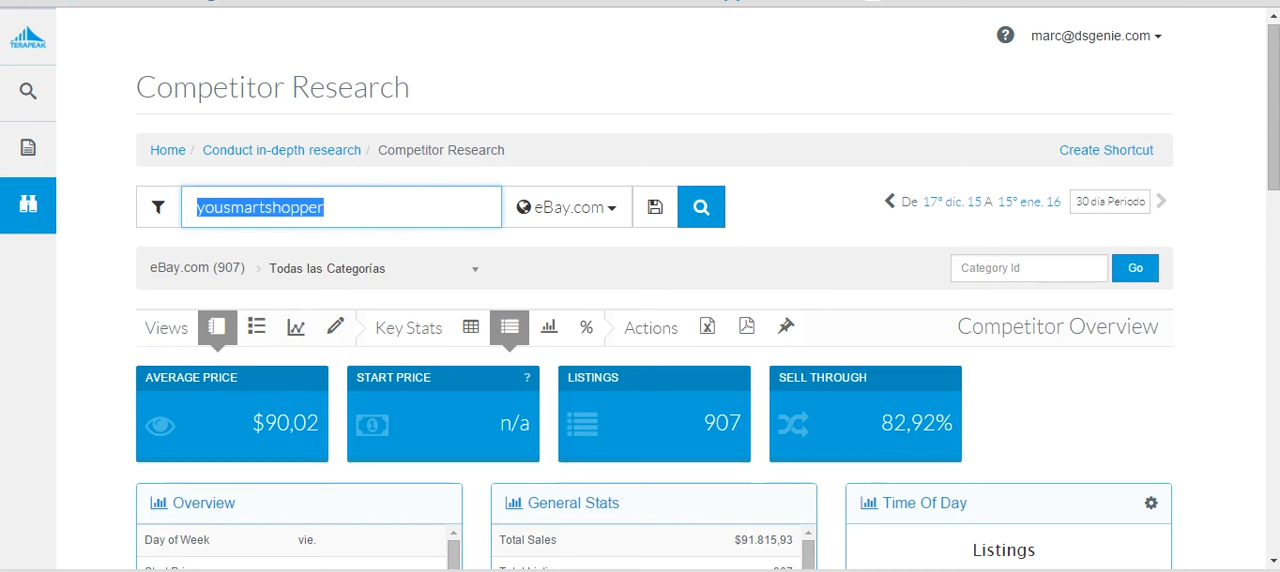 TERAPEAK
marc@dsgenie.com
Competitor Research
Home / Conduct in-depth research / Competitor Research
Create Shortcut
yousmartshopper
eBay.com
De 17º dic. 15 A 15º ene. 16
30 día Periodo
eBay.com (907) > Todas las Categorías
Category Id
Go
Views
Key Stats
%
Actions
Competitor Overview
AVERAGE PRICE
$90,02
START PRICE ?
n/a
LISTINGS
907
SELL THROUGH
82,92%
Overview
Day of Week vie.
General Stats
Total Sales $91.815,93
Time Of Day
Listings